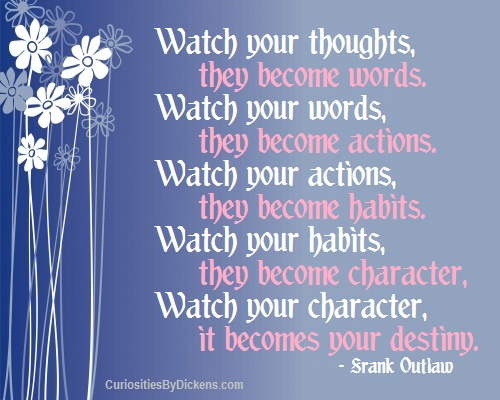 Watch your thoughts,
they become words.
Watch your words,
they become actions.
Watch your actions,
they become habits.
Watch your habits,
they become character,
Watch your character,
it becomes your destiny.
- Frank Outlaw
CuriositiesByDickens.com